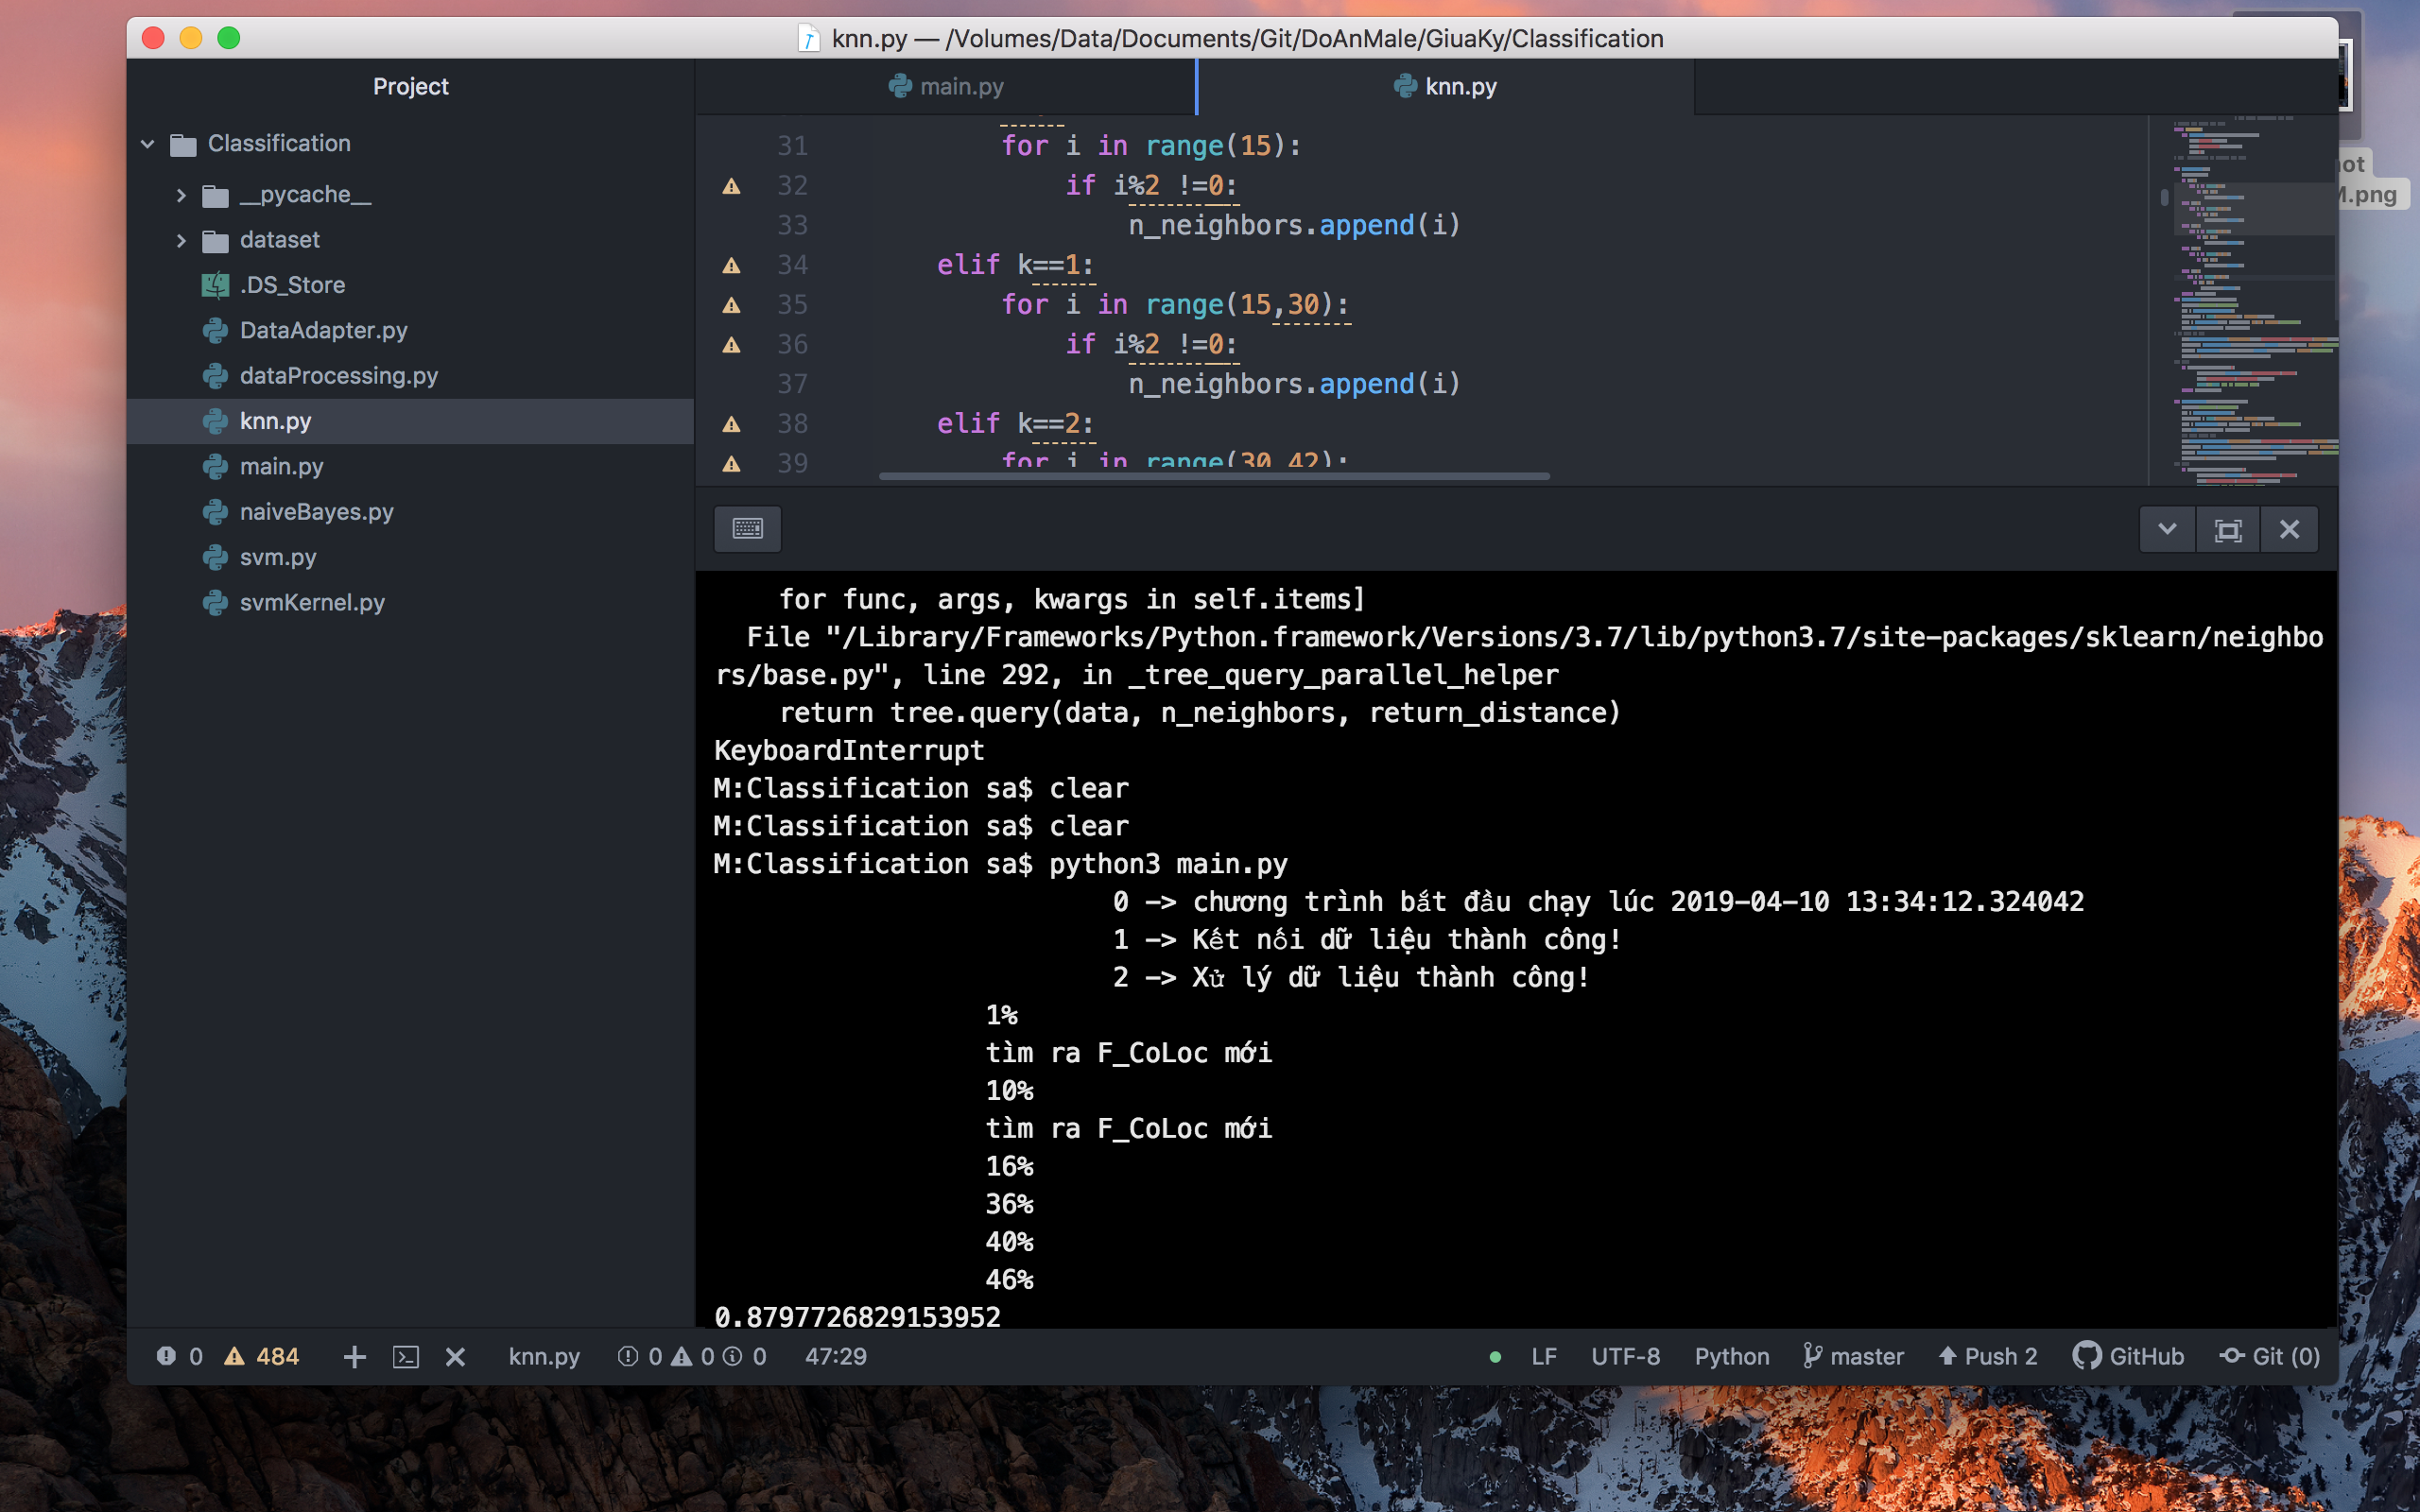 knn.py — /Volumes/Data/Documents/Git/DoAnMale/GiuaKy/Classification
Project
Classification
__pycache__
dataset
.DS_Store
DataAdapter.py
dataProcessing.py
knn.py
main.py
naiveBayes.py
svm.py
svmKernel.py
main.py
knn.py
31 for i in range(15):
32 if i%2 !=0:
33 n_neighbors.append(i)
34 elif k==1:
35 for i in range(15,30):
36 if i%2 !=0:
37 n_neighbors.append(i)
38 elif k==2:
39 for i in range(30,42):
for func, args, kwargs in self.items]
File "/Library/Frameworks/Python.framework/Versions/3.7/lib/python3.7/site-packages/sklearn/neighbo
rs/base.py", line 292, in _tree_query_parallel_helper
return tree.query(data, n_neighbors, return_distance)
KeyboardInterrupt
M:Classification sa$ clear
M:Classification sa$ clear
M:Classification sa$ python3 main.py
0 —> chương trình bắt đầu chạy lúc 2019-04-10 13:34:12.324042
1 —> Kết nối dữ liệu thành công!
2 —> Xử lý dữ liệu thành công!
1%
tìm ra F_CoLoc mới
10%
tìm ra F_CoLoc mới
16%
36%
40%
46%
0.8797726829153952
0 484 knn.py 0 0 0 47:29 LF UTF-8 Python master Push 2 GitHub Git (0)
ot
M.png